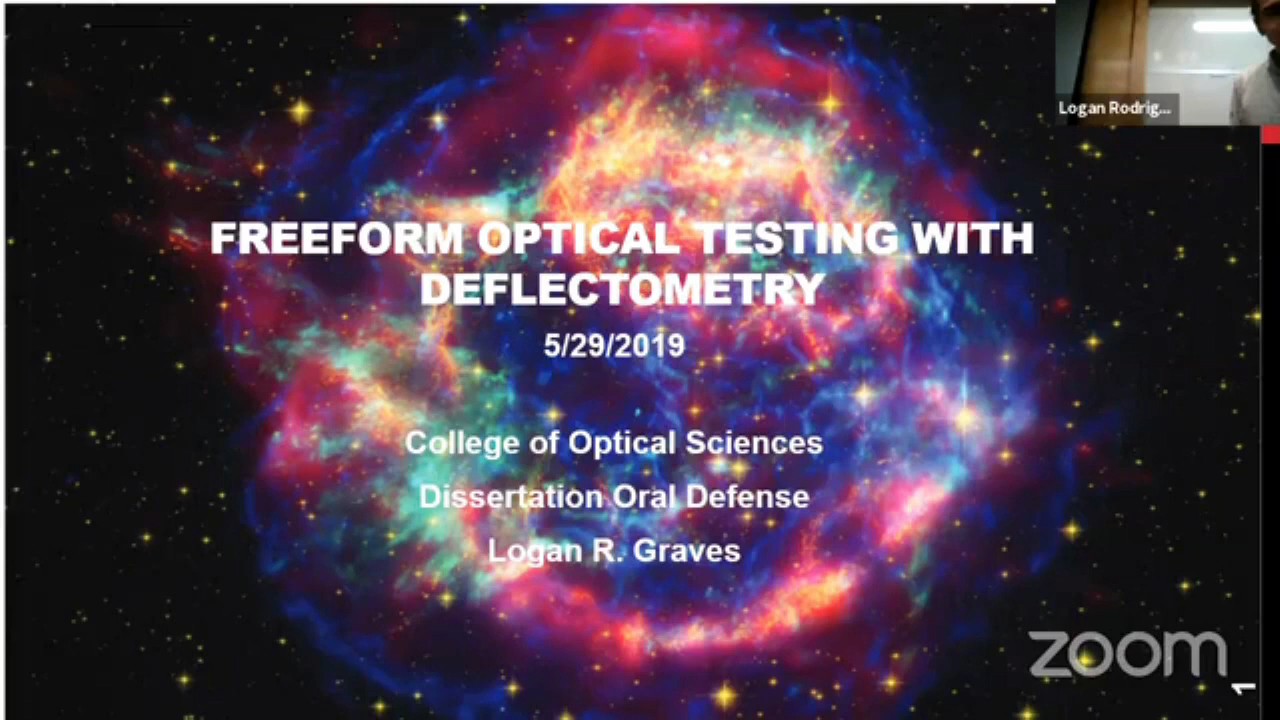 Logan Rodrig...
FREEFORM OPTICAL TESTING WITH
DEFLECTOMETRY
5/29/2019
College of Optical Sciences
Dissertation Oral Defense
Logan R. Graves
zoom
1